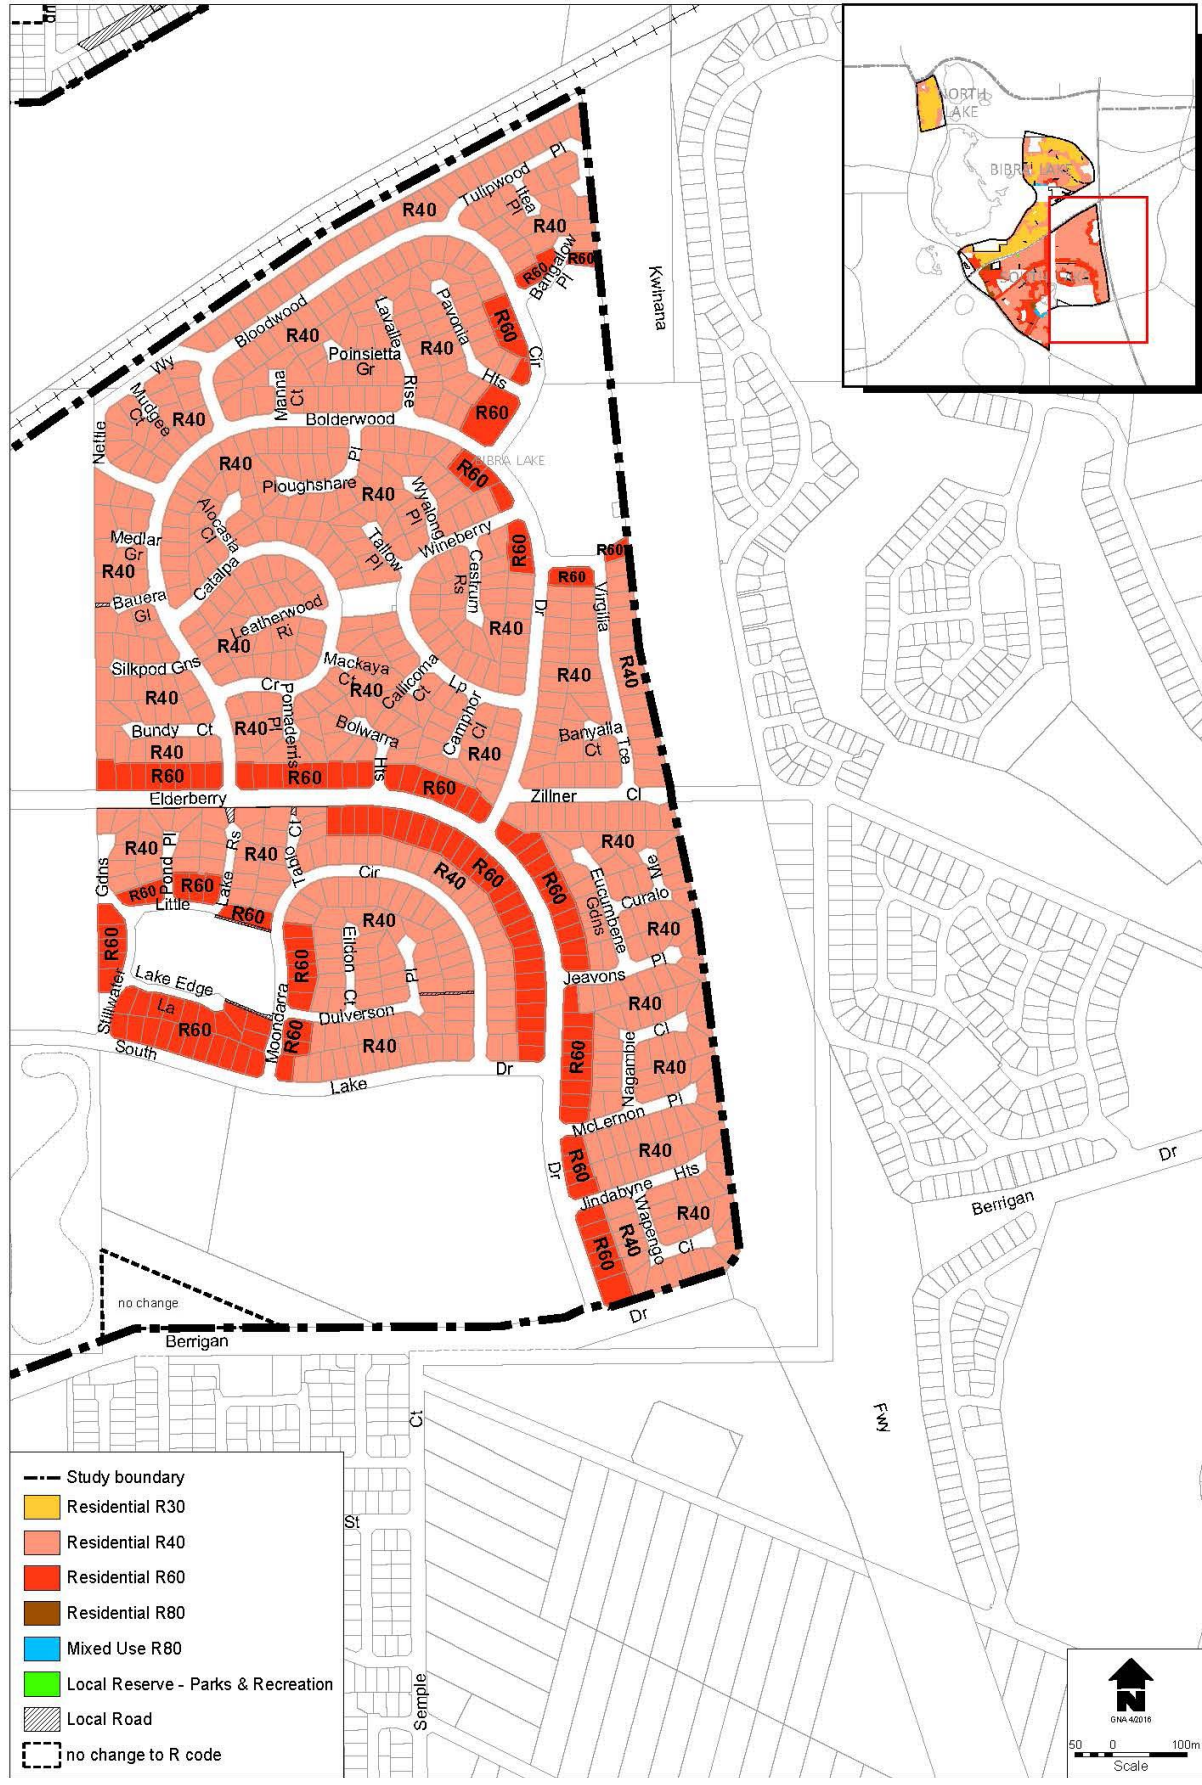 NORTH
LAKE
BIBRA LAKE
Tulipwood Pl
Itea
Pl
R40
R40
R60
R60
Bangalow
Pl
Kwinana
Bloodwood
Wy
Cir
Lavalle
Rise
Pavonia
Hts
R60
R40
R40
Poinsietta
Gr
Manna
Ct
Mudgee
Ct
R40
Nettle
Bolderwood
R60
R40
Pl
Ploughshare
BIBRA LAKE
R60
R40
Wyalong
Pl
Alocasia
Cl
Tallow
Pl
Wineberry
R60
R60
Medlar
Gr
R40
Catalpa
Cestrum
Rs
R60
Virgilia
Bauera
Gl
Leatherwood
Ri
Dr
R40
R40
Silkpod Gns
R40
Mackaya
Ct
R40
Callicoma
Ct
Lp
Cr
R40
R40
Pomaderris
Pl
Bolwarra
Hts
Camphor
Cl
R40
Bundy Ct
R40
R40
Banyalla
Ct
Tce
R60
R60
R60
Elderberry
Zillner Cl
R40
Pond Pl
Lake Rs
R40
Tablo Ct
Gdns
R60
R60
R60
Little
Cir
R40
R60
R60
R40
Me
Curalo
Eucumbene
Gdns
R40
R40
R60
Eildon
Ct
Pl
R60
Lake Edge
La
Stillwater
Moondarra
R60
Dulverson
R60
R40
South
Lake
Dr
Jeavons Pl
R40
Cl
Nagambie
R40
R60
McLernon Pl
R60
R40
Dr
Jindabyne Hts
Wapengo
Cl
R40
R40
R60
Dr
Berrigan
no change
Berrigan
Dr
Ct
Fwy
St
Semple
Study boundary
Residential R30
Residential R40
Residential R60
Residential R80
Mixed Use R80
Local Reserve - Parks & Recreation
Local Road
no change to R code
N
GNA 4/2016
50 0 100m
Scale